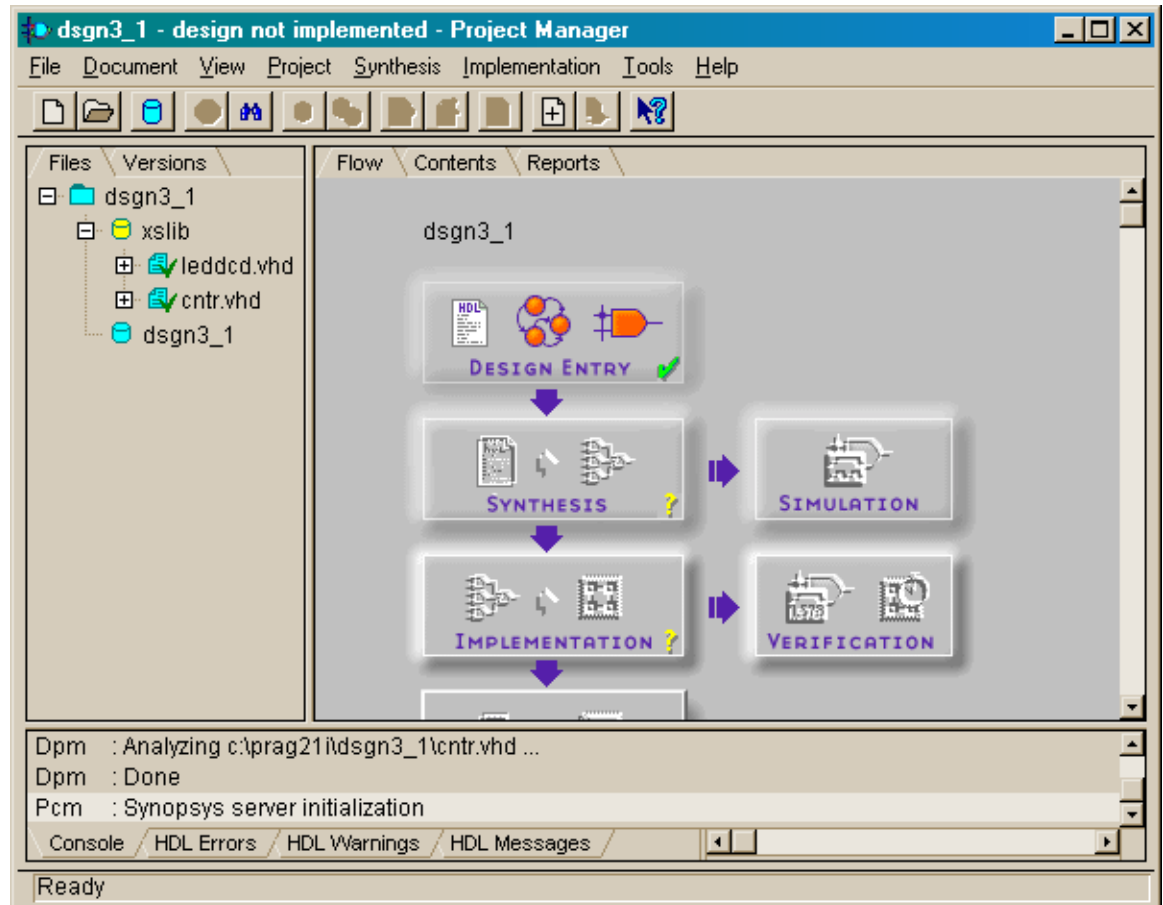 dsgn3_1 - design not implemented - Project Manager
File Document View Project Synthesis Implementation Tools Help
Files Versions
dsgn3_1
xslib
leddcd.vhd
cntr.vhd
dsgn3_1
Flow Contents Reports
dsgn3_1
HDL
DESIGN ENTRY
SYNTHESIS ?
SIMULATION
IMPLEMENTATION ?
VERIFICATION
Dpm : Analyzing c:\prag21i\dsgn3_1\cntr.vhd ...
Dpm : Done
Pcm : Synopsys server initialization
Console HDL Errors HDL Warnings HDL Messages
Ready